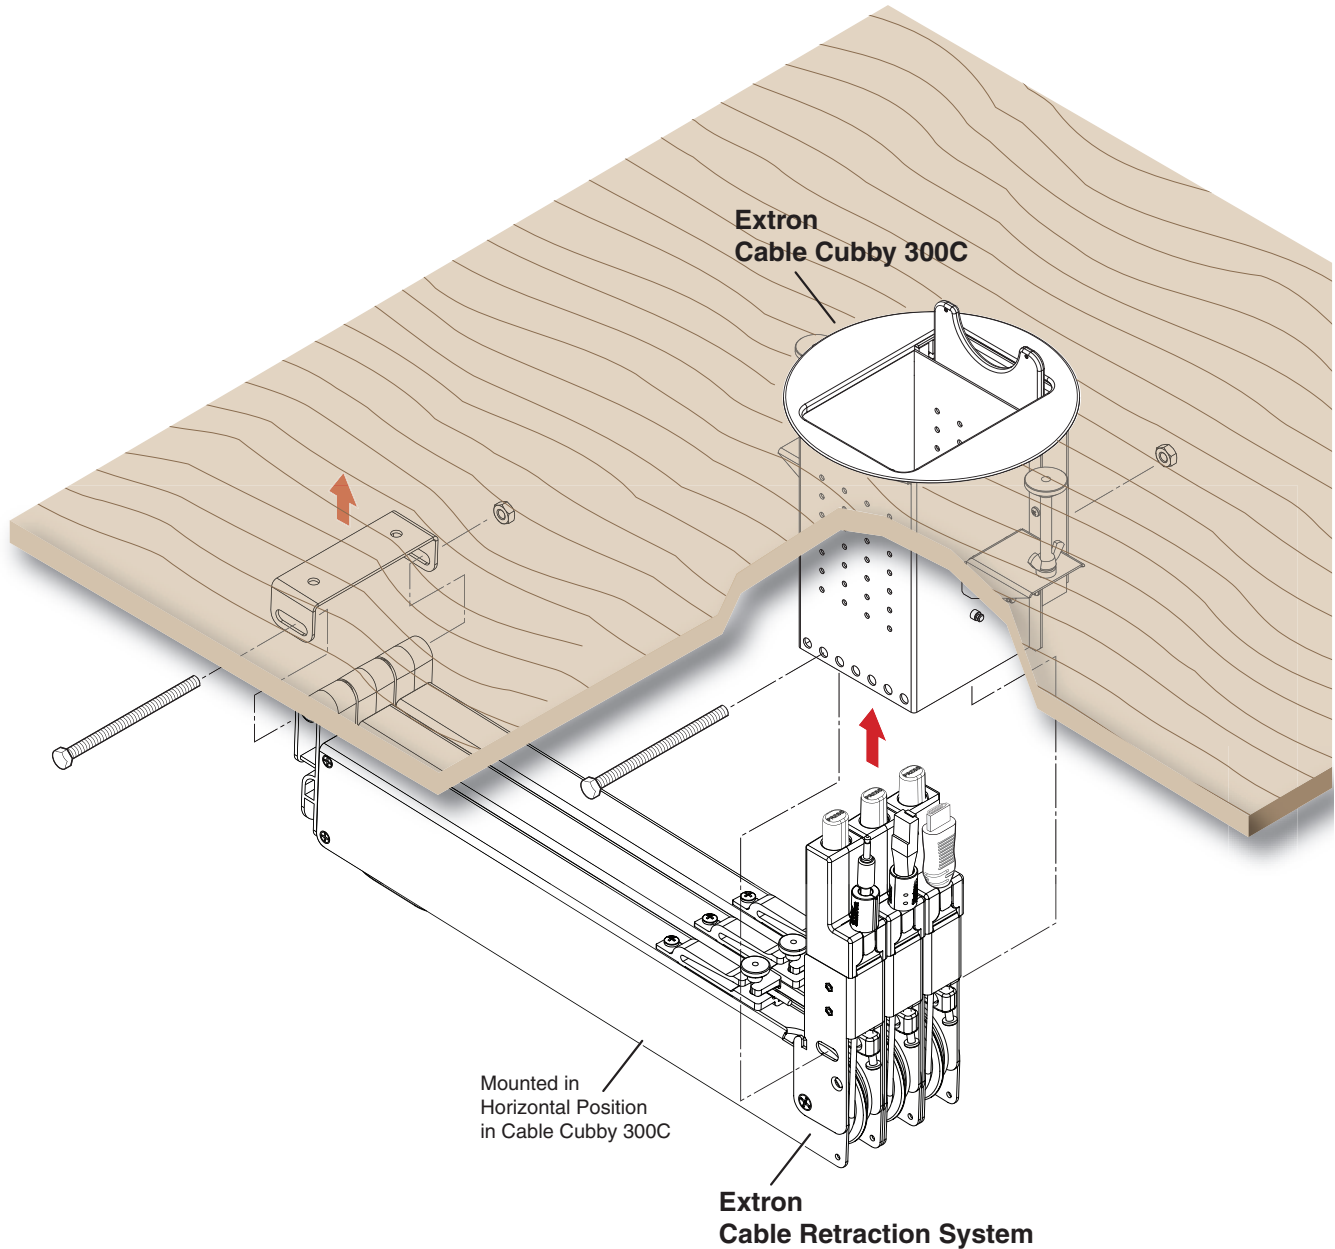 Extron
Cable Cubby 300C
Mounted in
Horizontal Position
in Cable Cubby 300C
Extron
Cable Retraction System